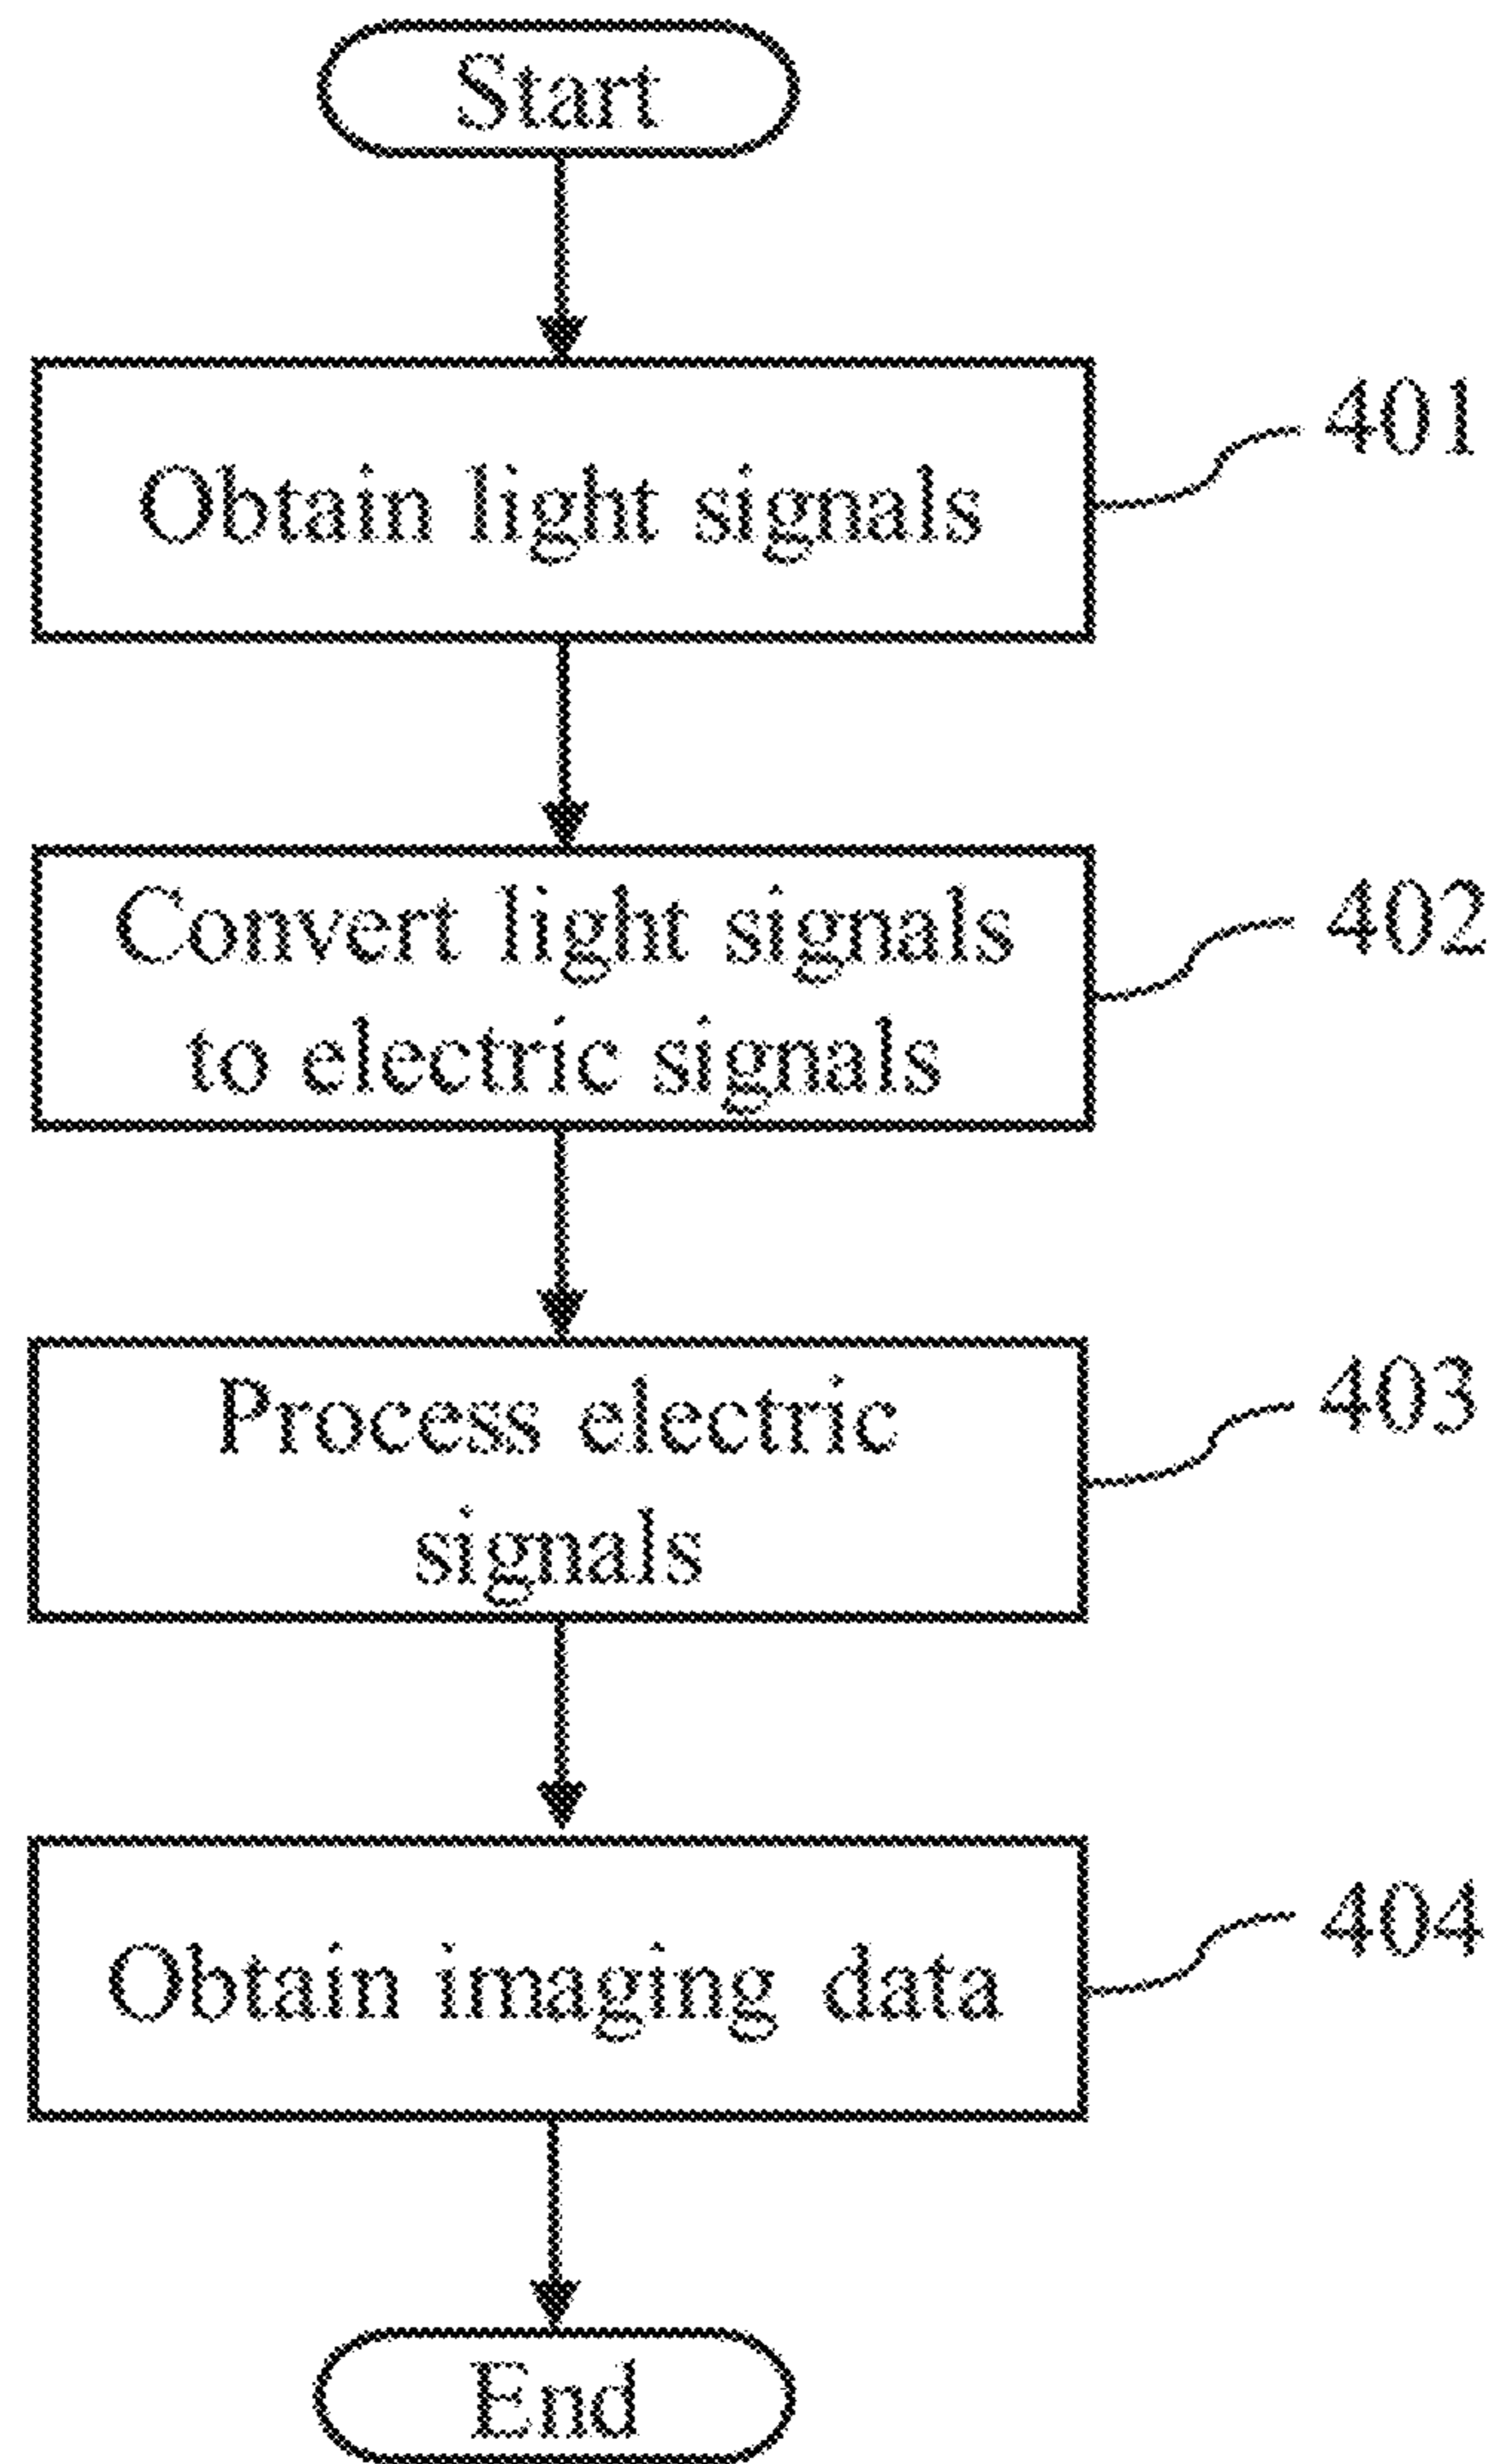 Start
Obtain light signals
401
Convert light signals
to electric signals
402
Process electric
signals
403
Obtain imaging data
404
End